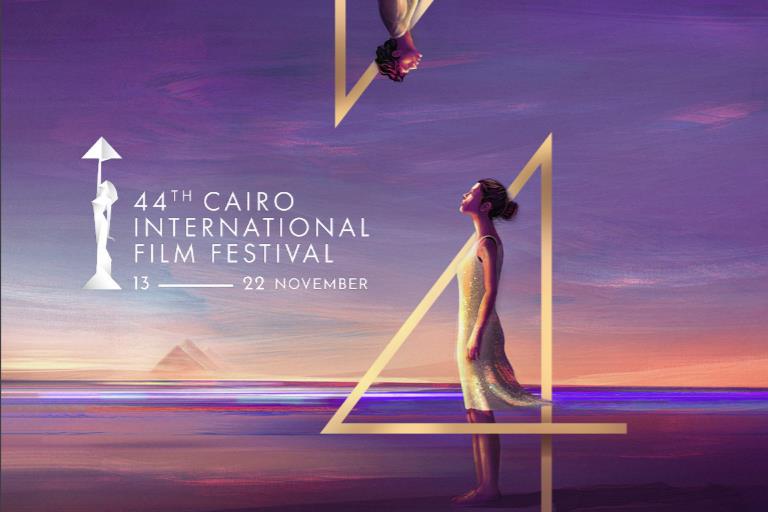 44TH CAIRO
INTERNATIONAL
FILM FESTIVAL
13 — 22 NOVEMBER